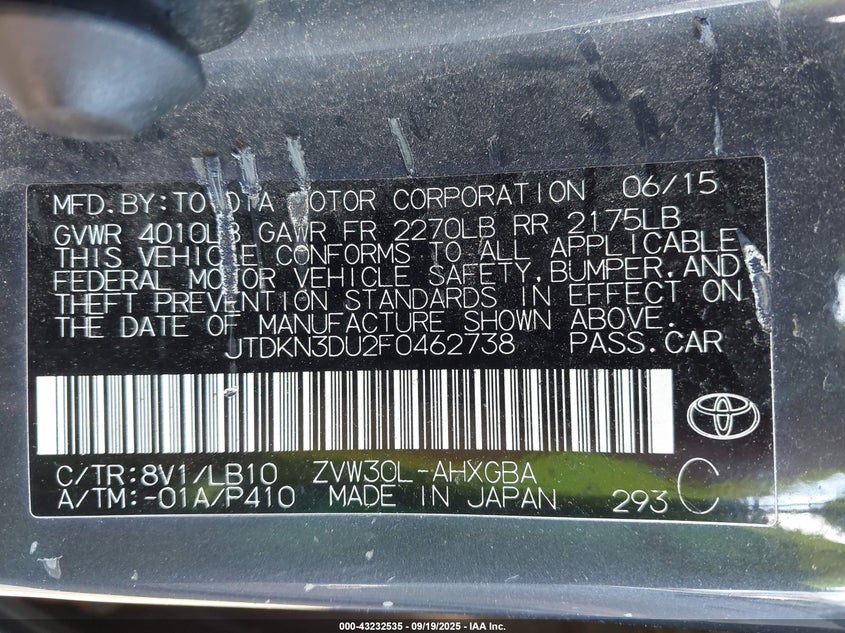 MFD.BY:TOYOTA MOTOR CORPORATION 06/15
GVWR 4010LB GAWR FR 2270LB RR 2175LB
THIS VEHICLE CONFORMS TO ALL APPLICABLE
FEDERAL MOTOR VEHICLE SAFETY,BUMPER,AND
THEFT PREVENTION STANDARDS IN EFFECT ON
THE DATE OF MANUFACTURE SHOWN ABOVE.
JTDKN3DU2F0462738 PASS.CAR
C/TR:8V1/LB10 ZVW30L-AHXGBA
A/TM:-01A/P410 MADE IN JAPAN 293 C
000-43232535 - 09/19/2025 - IAA Inc.